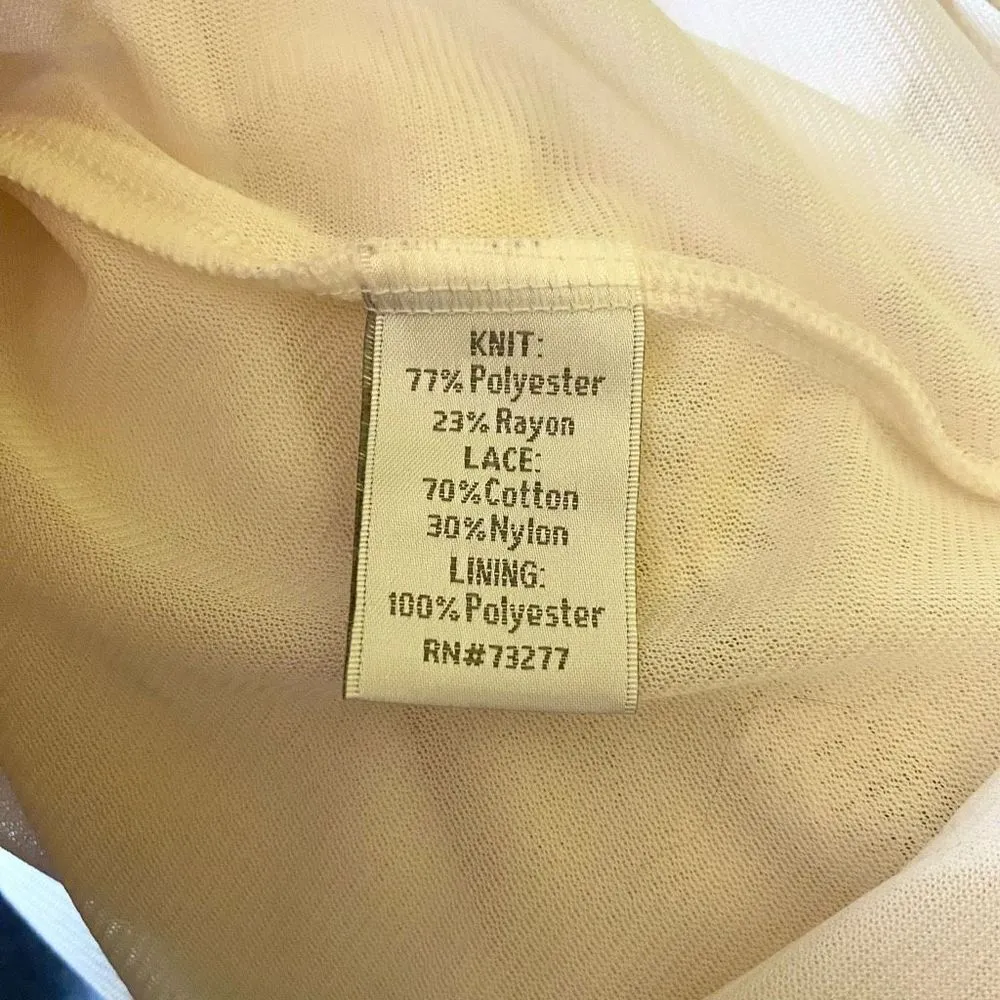 KNIT:
77% Polyester
23% Rayon
LACE:
70%Cotton
30%Nylon
LINING:
100% Polyester
RN#73277